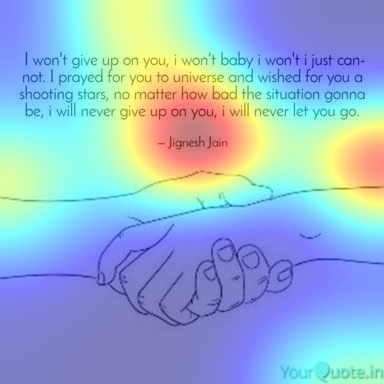 I won't give up on you, i won't baby i won't i just can-
not. I prayed for you to universe and wished for you a
shooting stars, no matter how bad the situation gonna
be, i will never give up on you, i will never let you go.
– Jignesh Jain
YourQuote.in